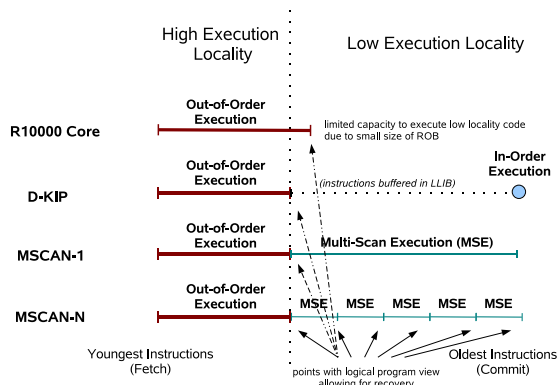 High Execution
Locality
Low Execution Locality
Out-of-Order
Execution
R10000 Core
limited capacity to execute low locality code
due to small size of ROB
In-Order
Execution
Out-of-Order
Execution
D-KIP
(instructions buffered in LLIB)
Out-of-Order
Execution
Multi-Scan Execution (MSE)
MSCAN-1
Out-of-Order
Execution
MSE MSE MSE MSE MSE
MSCAN-N
Youngest Instructions
(Fetch)
Oldest Instructions
(Commit)
points with logical program view
allowing for recovery